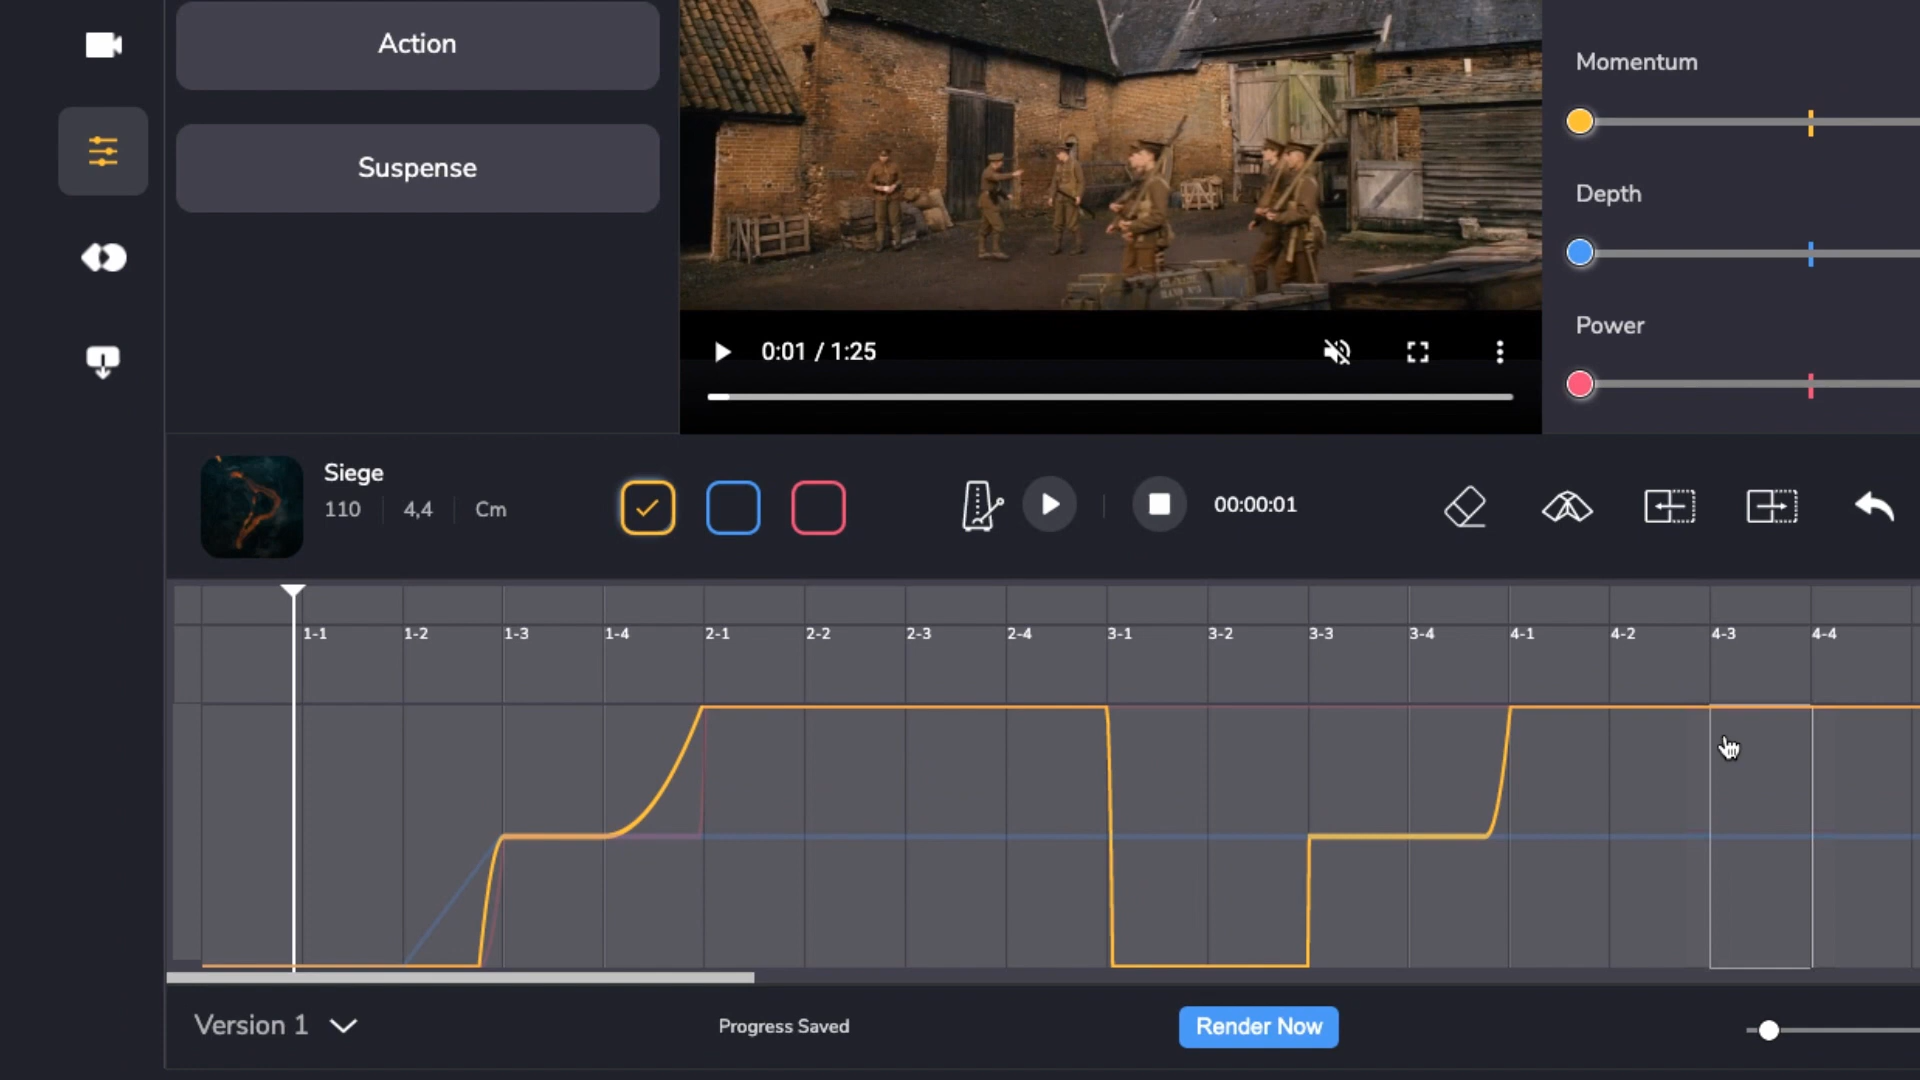 Action
Suspense
0:01 / 1:25
Momentum
Depth
Power
Siege
110 4,4 Cm
00:00:01
1-1 1-2 1-3 1-4 2-1 2-2 2-3 2-4 3-1 3-2 3-3 3-4 4-1 4-2 4-3 4-4
Version 1
Progress Saved
Render Now